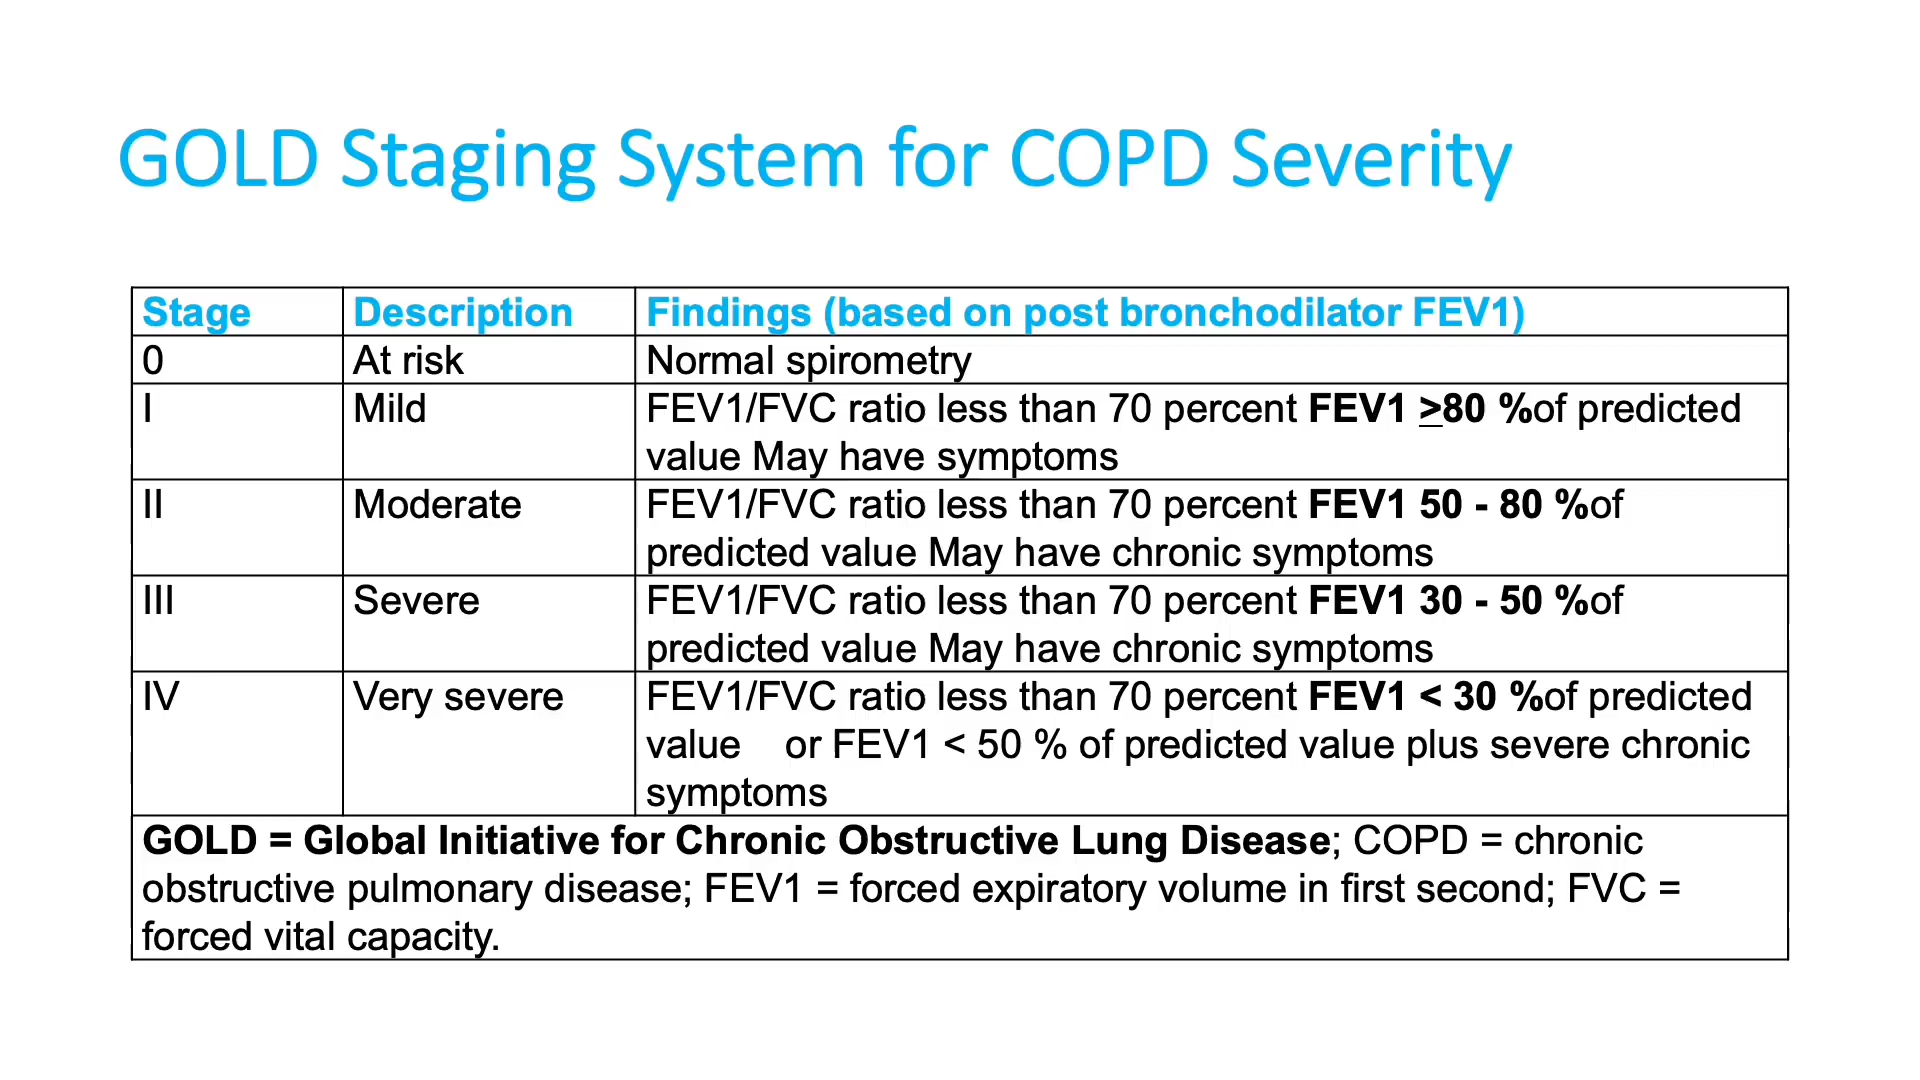 GOLD Staging System for COPD Severity
Stage Description Findings (based on post bronchodilator FEV1)
0 At risk Normal spirometry
I Mild FEV1/FVC ratio less than 70 percent FEV1 ≥80 %of predicted
value May have symptoms
II Moderate FEV1/FVC ratio less than 70 percent FEV1 50 - 80 %of
predicted value May have chronic symptoms
III Severe FEV1/FVC ratio less than 70 percent FEV1 30 - 50 %of
predicted value May have chronic symptoms
IV Very severe FEV1/FVC ratio less than 70 percent FEV1 < 30 %of predicted
value or FEV1 < 50 % of predicted value plus severe chronic
symptoms
GOLD = Global Initiative for Chronic Obstructive Lung Disease; COPD = chronic
obstructive pulmonary disease; FEV1 = forced expiratory volume in first second; FVC =
forced vital capacity.